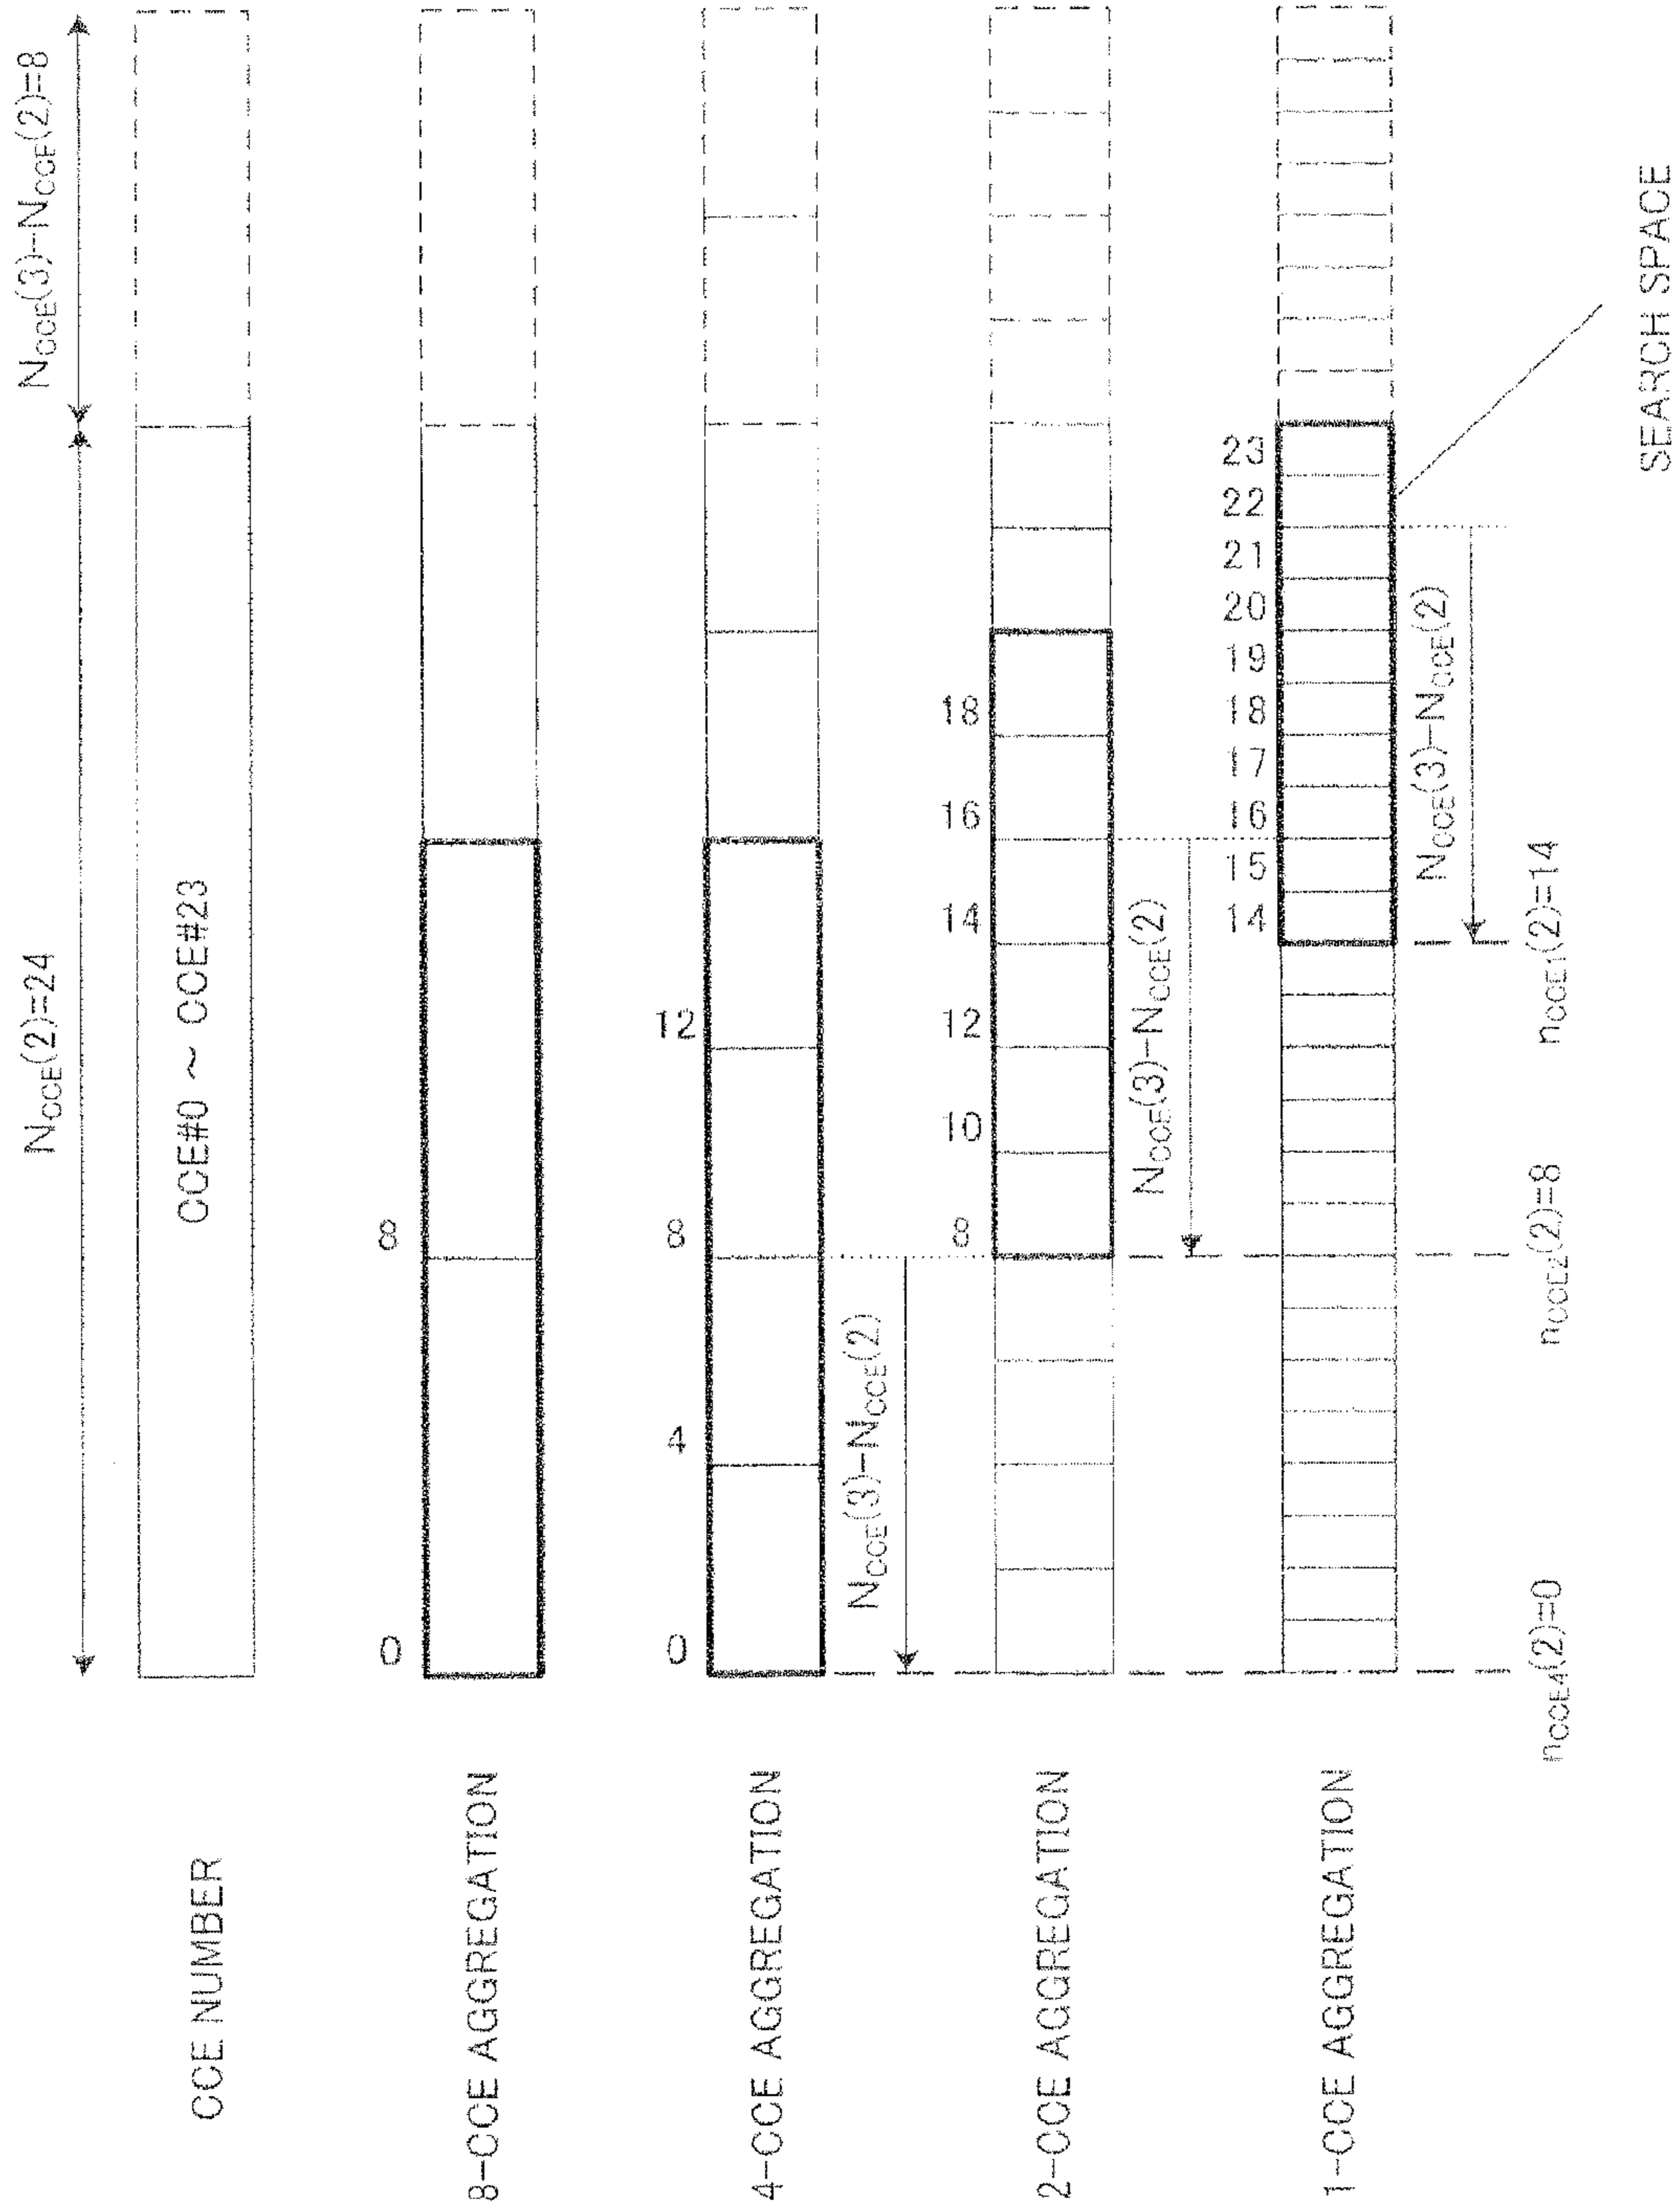 N_CCE(2)=24
N_CCE(3)-N_CCE(2)=8
CCE NUMBER
CCE#0 ~ CCE#23
8-CCE AGGREGATION
0
8
4-CCE AGGREGATION
0
4
8
12
N_CCE(3)-N_CCE(2)
2-CCE AGGREGATION
8
10
12
14
16
18
N_CCE(3)-N_CCE(2)
1-CCE AGGREGATION
14
15
16
17
18
19
20
21
22
23
N_CCE(3)-N_CCE(2)
n_CCE4(2)=0
n_CCE2(2)=8
n_CCE1(2)=14
SEARCH SPACE